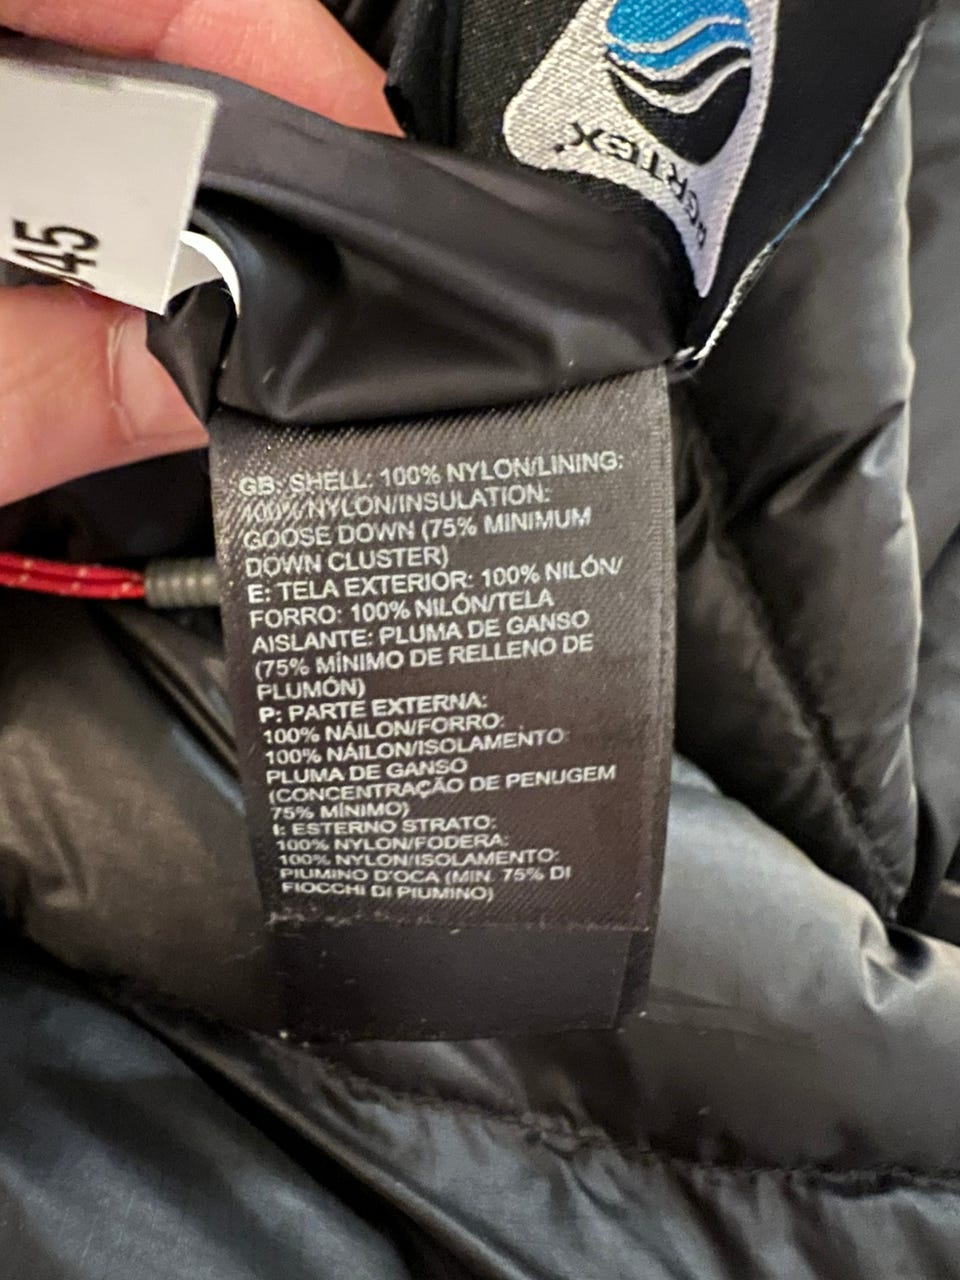 PERTEX
45
GB: SHELL: 100% NYLON/LINING:
100% NYLON/INSULATION:
GOOSE DOWN (75% MINIMUM
DOWN CLUSTER)
E: TELA EXTERIOR: 100% NILÓN/
FORRO: 100% NILÓN/TELA
AISLANTE: PLUMA DE GANSO
(75% MÍNIMO DE RELLENO DE
PLUMÓN)
P: PARTE EXTERNA:
100% NÁILON/FORRO:
100% NÁILON/ISOLAMENTO:
PLUMA DE GANSO
(CONCENTRAÇÃO DE PENUGEM
75% MÍNIMO)
I: ESTERNO STRATO:
100% NYLON/FODERA:
100% NYLON/ISOLAMENTO:
PIUMINO D'OCA (MIN. 75% DI
FIOCCHI DI PIUMINO)